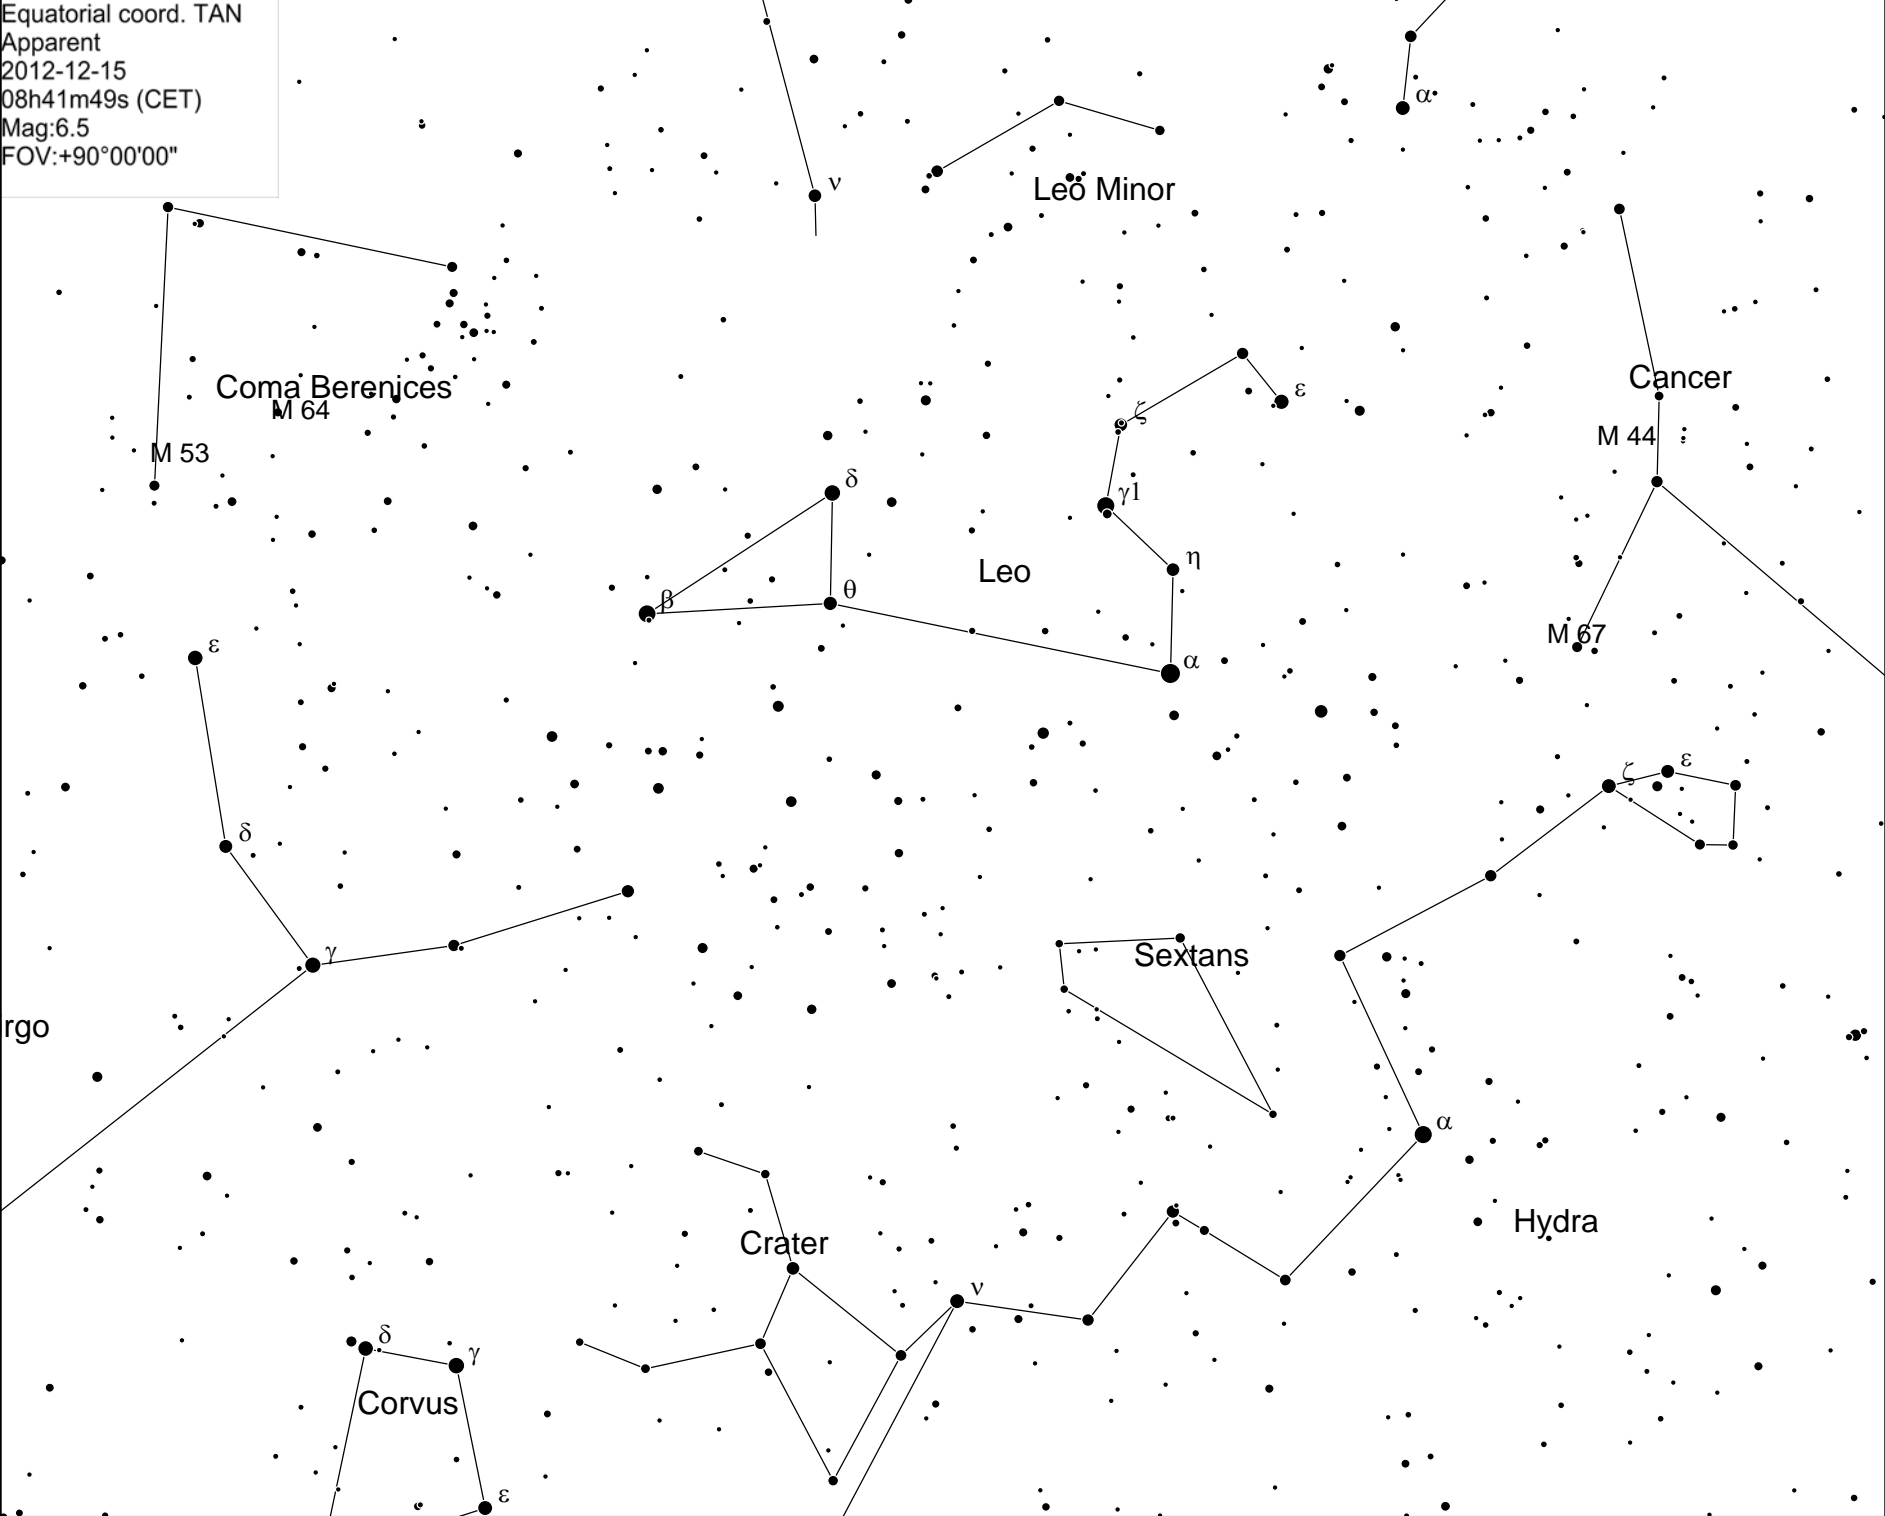 Equatorial coord. TAN
Apparent
2012-12-15
08h41m49s (CET)
Mag:6.5
FOV:+90°00'00"
α
ν
Leo Minor
Coma Berenices
M 64
M 53
Cancer
M 44
ε
ζ
δ
γ1
Leo
η
β
θ
M 67
α
ε
ζ
ε
δ
γ
Sextans
rgo
α
Hydra
Crater
ν
δ
γ
Corvus
ε